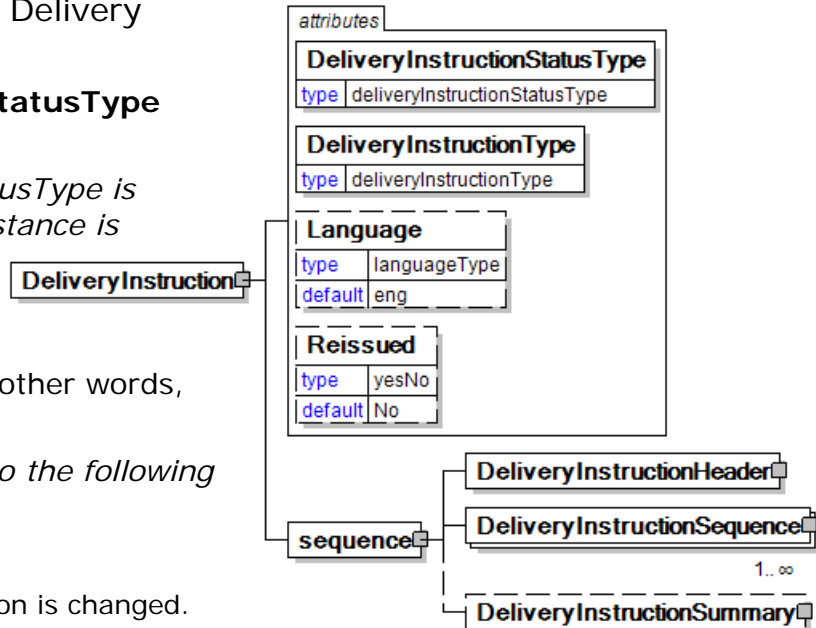 Delivery
tatusType
usType is
stance is
other words,
o the following
on is changed.
DeliveryInstruction
attributes
DeliveryInstructionStatusType
type deliveryInstructionStatusType
DeliveryInstructionType
type deliveryInstructionType
Language
type languageType
default eng
Reissued
type yesNo
default No
sequence
DeliveryInstructionHeader
DeliveryInstructionSequence
1.. ∞
DeliveryInstructionSummary